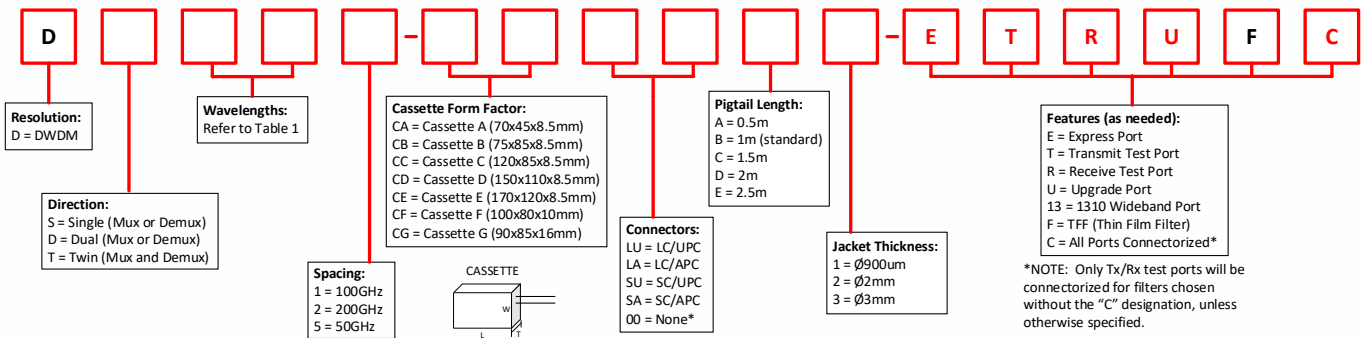 D - - E T R U F C
Resolution:
D = DWDM
Direction:
S = Single (Mux or Demux)
D = Dual (Mux or Demux)
T = Twin (Mux and Demux)
Wavelengths:
Refer to Table 1
Spacing:
1 = 100GHz
2 = 200GHz
5 = 50GHz
Cassette Form Factor:
CA = Cassette A (70x45x8.5mm)
CB = Cassette B (75x85x8.5mm)
CC = Cassette C (120x85x8.5mm)
CD = Cassette D (150x110x8.5mm)
CE = Cassette E (170x120x8.5mm)
CF = Cassette F (100x80x10mm)
CG = Cassette G (90x85x16mm)
CASSETTE
W
L
T
Connectors:
LU = LC/UPC
LA = LC/APC
SU = SC/UPC
SA = SC/APC
00 = None*
Pigtail Length:
A = 0.5m
B = 1m (standard)
C = 1.5m
D = 2m
E = 2.5m
Jacket Thickness:
1 = Ø900um
2 = Ø2mm
3 = Ø3mm
Features (as needed):
E = Express Port
T = Transmit Test Port
R = Receive Test Port
U = Upgrade Port
13 = 1310 Wideband Port
F = TFF (Thin Film Filter)
C = All Ports Connectorized*
*NOTE: Only Tx/Rx test ports will be
connectorized for filters chosen
without the “C” designation, unless
otherwise specified.